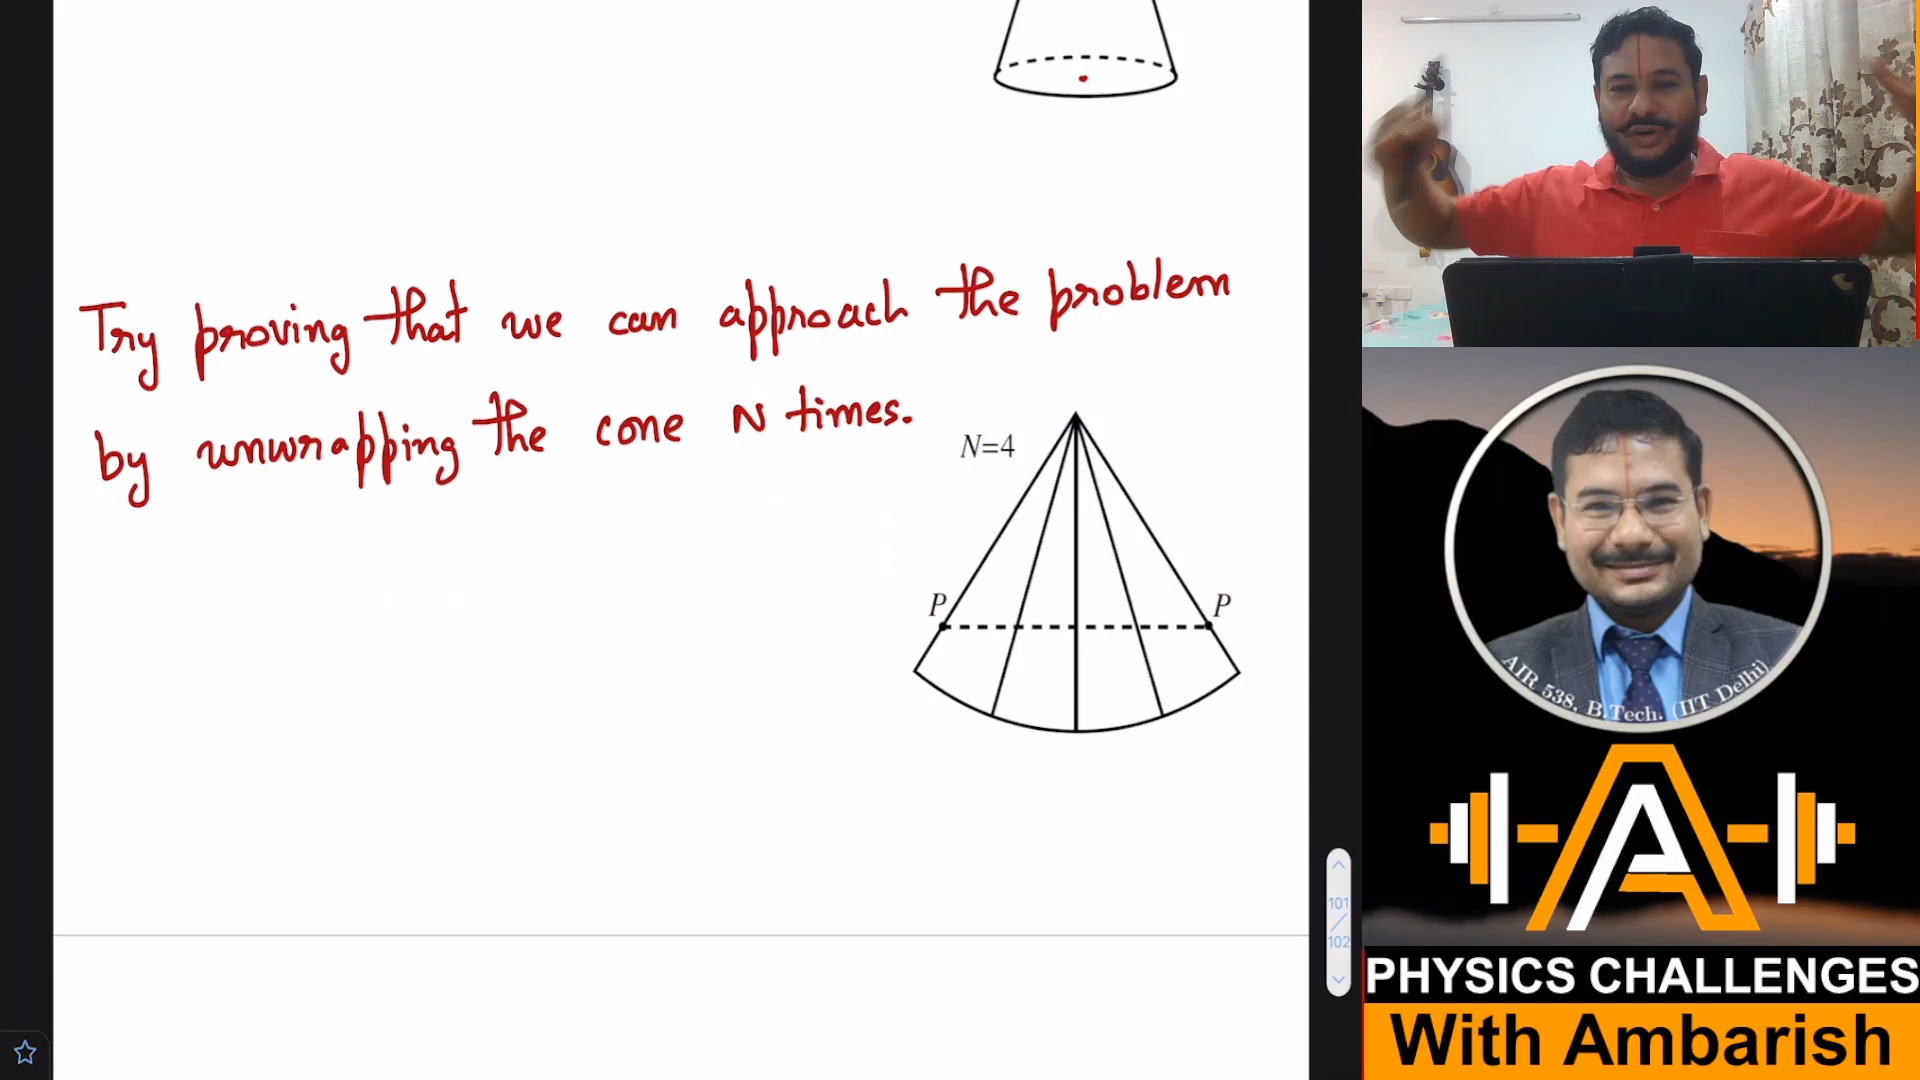 Try proving that we can approach the problem
by unwrapping the cone N times.
N=4
P
P
101
102
AIR 538, B.Tech. (IIT Delhi)
A
PHYSICS CHALLENGES
With Ambarish